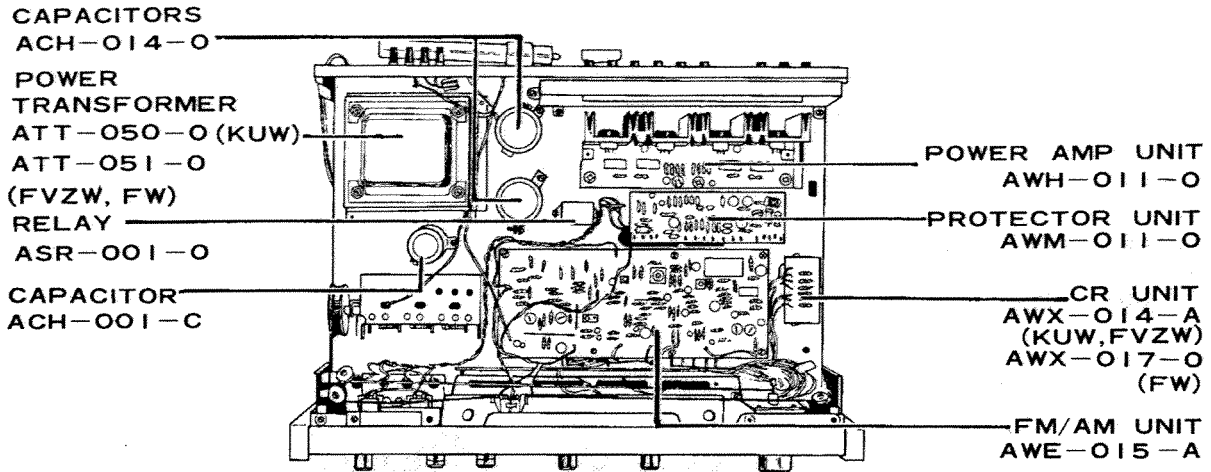 CAPACITORS
ACH-014-0
POWER
TRANSFORMER
ATT-050-0 (KUW)
ATT-051-0
(FVZW, FW)
RELAY
ASR-001-0
CAPACITOR
ACH-001-C
POWER AMP UNIT
AWH-011-0
PROTECTOR UNIT
AWM-011-0
CR UNIT
AWX-014-A
(KUW,FVZW)
AWX-017-0
(FW)
FM/AM UNIT
AWE-015-A